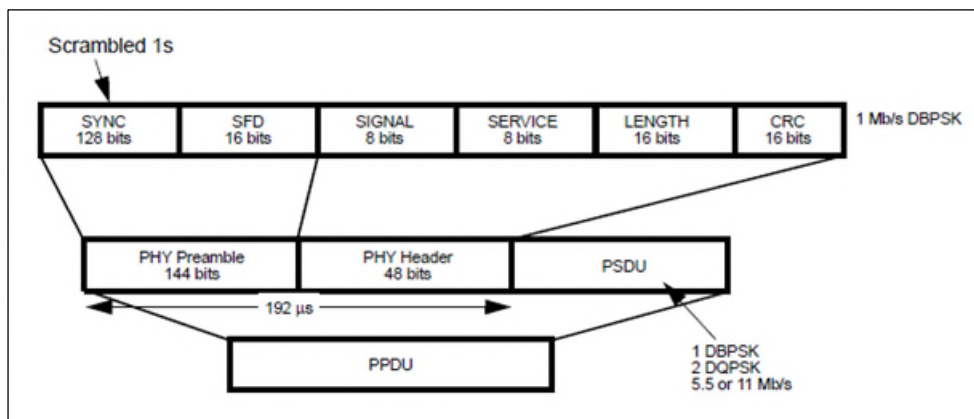 Scrambled 1s
SYNC
128 bits
SFD
16 bits
SIGNAL
8 bits
SERVICE
8 bits
LENGTH
16 bits
CRC
16 bits
1 Mb/s DBPSK
PHY Preamble
144 bits
PHY Header
48 bits
PSDU
192 μs
1 DBPSK
2 DQPSK
5.5 or 11 Mb/s
PPDU